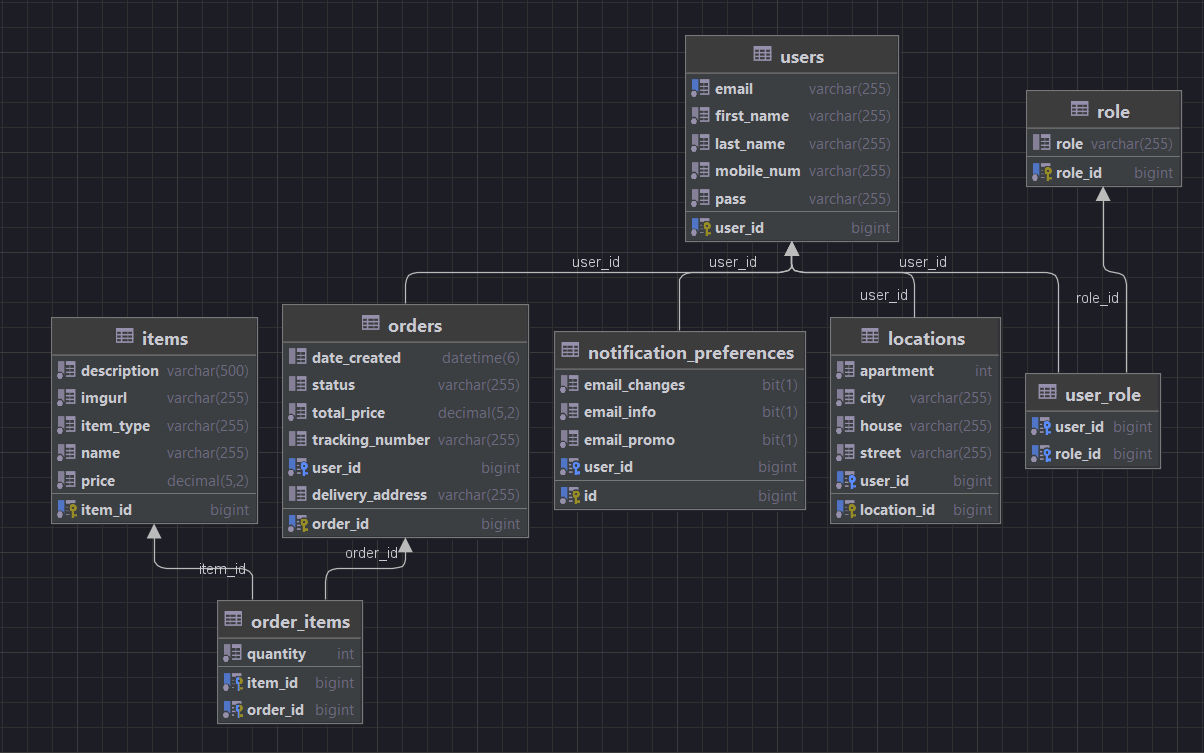 users
email varchar(255)
first_name varchar(255)
last_name varchar(255)
mobile_num varchar(255)
pass varchar(255)
user_id bigint
role
role varchar(255)
role_id bigint
user_id
user_id
user_id
user_id
role_id
items
description varchar(500)
imgurl varchar(255)
item_type varchar(255)
name varchar(255)
price decimal(5,2)
item_id bigint
orders
date_created datetime(6)
status varchar(255)
total_price decimal(5,2)
tracking_number varchar(255)
user_id bigint
delivery_address varchar(255)
order_id bigint
notification_preferences
email_changes bit(1)
email_info bit(1)
email_promo bit(1)
user_id bigint
id bigint
locations
apartment int
city varchar(255)
house varchar(255)
street varchar(255)
user_id bigint
location_id bigint
user_role
user_id bigint
role_id bigint
item_id
order_id
order_items
quantity int
item_id bigint
order_id bigint